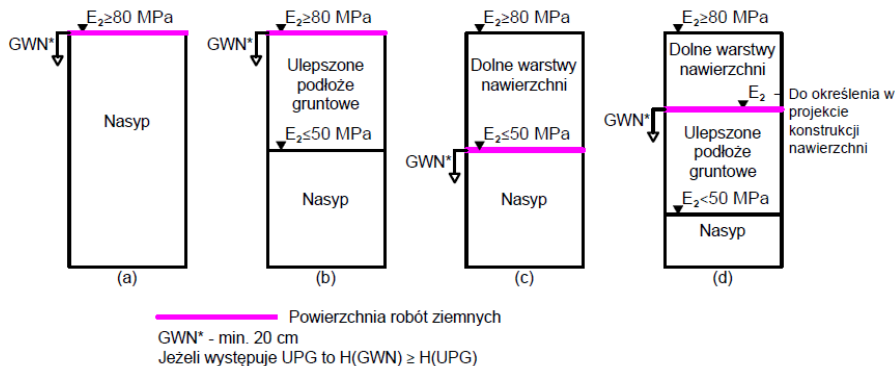 E2≥80 MPa
GWN*
Nasyp
(a)
E2≥80 MPa
GWN*
Ulepszone
podłoże
gruntowe
E2≤50 MPa
Nasyp
(b)
E2≥80 MPa
Dolne warstwy
nawierzchni
E2≤50 MPa
GWN*
Nasyp
(c)
E2≥80 MPa
Dolne warstwy
nawierzchni
E2 – Do określenia w
projekcie
konstrukcji
nawierzchni
GWN*
Ulepszone
podłoże
gruntowe
E2<50 MPa
Nasyp
(d)
Powierzchnia robót ziemnych
GWN* - min. 20 cm
Jeżeli występuje UPG to H(GWN) ≥ H(UPG)